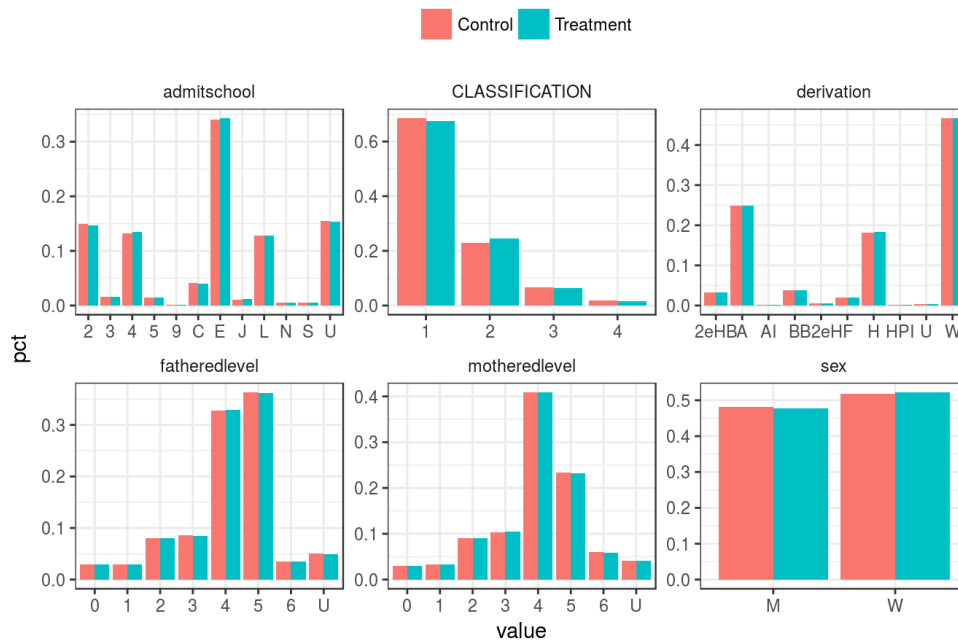 Control Treatment
admitschool
CLASSIFICATION
derivation
0.3
0.2
0.1
0.0
2 3 4 5 9 C E J L N S U
0.6
0.4
0.2
0.0
1 2 3 4
0.4
0.3
0.2
0.1
0.0
2eHBA AI BB2eHF H HPI U W
pct
fatheredlevel
motheredlevel
sex
0.3
0.2
0.1
0.0
0 1 2 3 4 5 6 U
0.4
0.3
0.2
0.1
0.0
0 1 2 3 4 5 6 U
0.5
0.4
0.3
0.2
0.1
0.0
M W
value